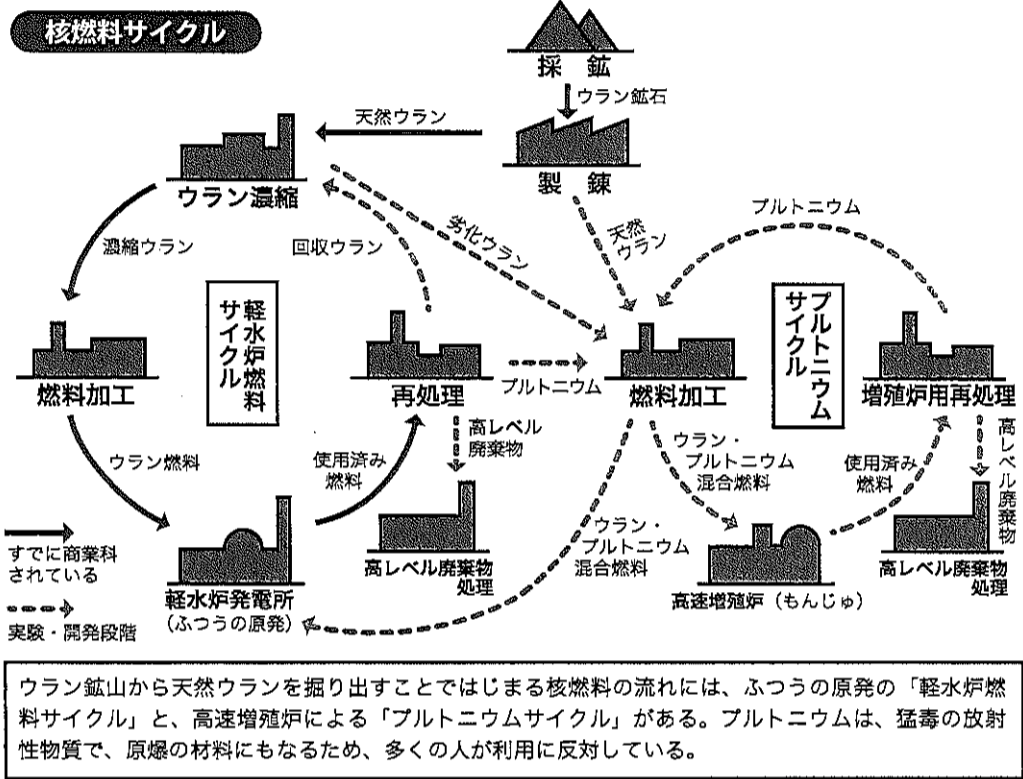 核燃料サイクル
採 鉱
ウラン鉱石
天然ウラン
製 錬
ウラン濃縮
プルトニウム
劣化ウラン
天然
ウラン
濃縮ウラン
回収ウラン
軽水炉燃料
サイクル
プルトニウム
サイクル
燃料加工
再処理
プルトニウム
燃料加工
増殖炉用再処理
高レベル
廃棄物
高レベル廃棄物
ウラン燃料
使用済み
燃料
ウラン・
プルトニウム
混合燃料
使用済み
燃料
ウラン・
プルトニウム
混合燃料
すでに商業科
されている
実験・開発段階
軽水炉発電所
(ふつうの原発)
高レベル廃棄物
処理
高速増殖炉(もんじゅ)
高レベル廃棄物
処理
ウラン鉱山から天然ウランを掘り出すことではじまる核燃料の流れには、ふつうの原発の「軽水炉燃
料サイクル」と、高速増殖炉による「プルトニウムサイクル」がある。プルトニウムは、猛毒の放射
性物質で、原爆の材料にもなるため、多くの人が利用に反対している。